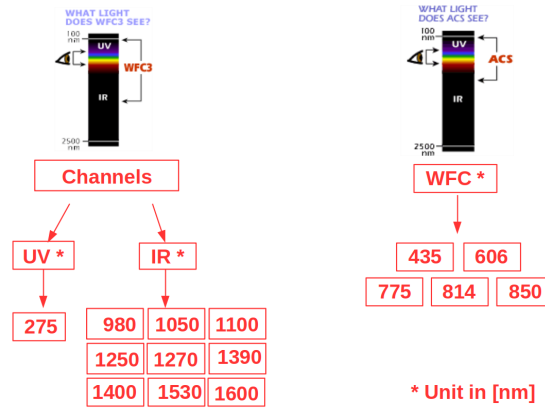 WHAT LIGHT
DOES WFC3 SEE?
100
nm
UV
WFC3
IR
2500
nm
WHAT LIGHT
DOES ACS SEE?
100
nm
UV
ACS
IR
2500
nm
Channels
UV *
IR *
275
980 1050 1100
1250 1270 1390
1400 1530 1600
WFC *
435 606
775 814 850
* Unit in [nm]